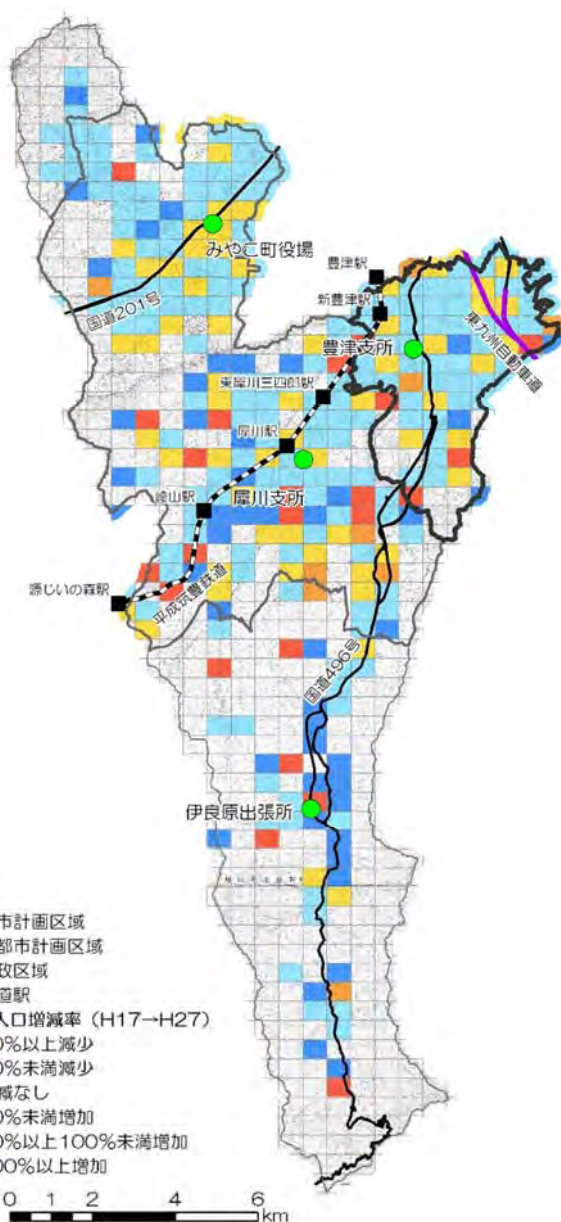 みやこ町役場
国道201号
豊津駅
新豊津駅
豊津支所
東九州自動車道
東犀川三四郎駅
犀川駅
犀川支所
崎山駅
源じいの森駅
平成筑豊鉄道
国道496号
伊良原出張所
市計画区域
都市計画区域
政区域
道駅
人口増減率（H17→H27）
0%以上減少
0%未満減少
減なし
0%未満増加
0%以上100%未満増加
00%以上増加
0 1 2 4 6
km